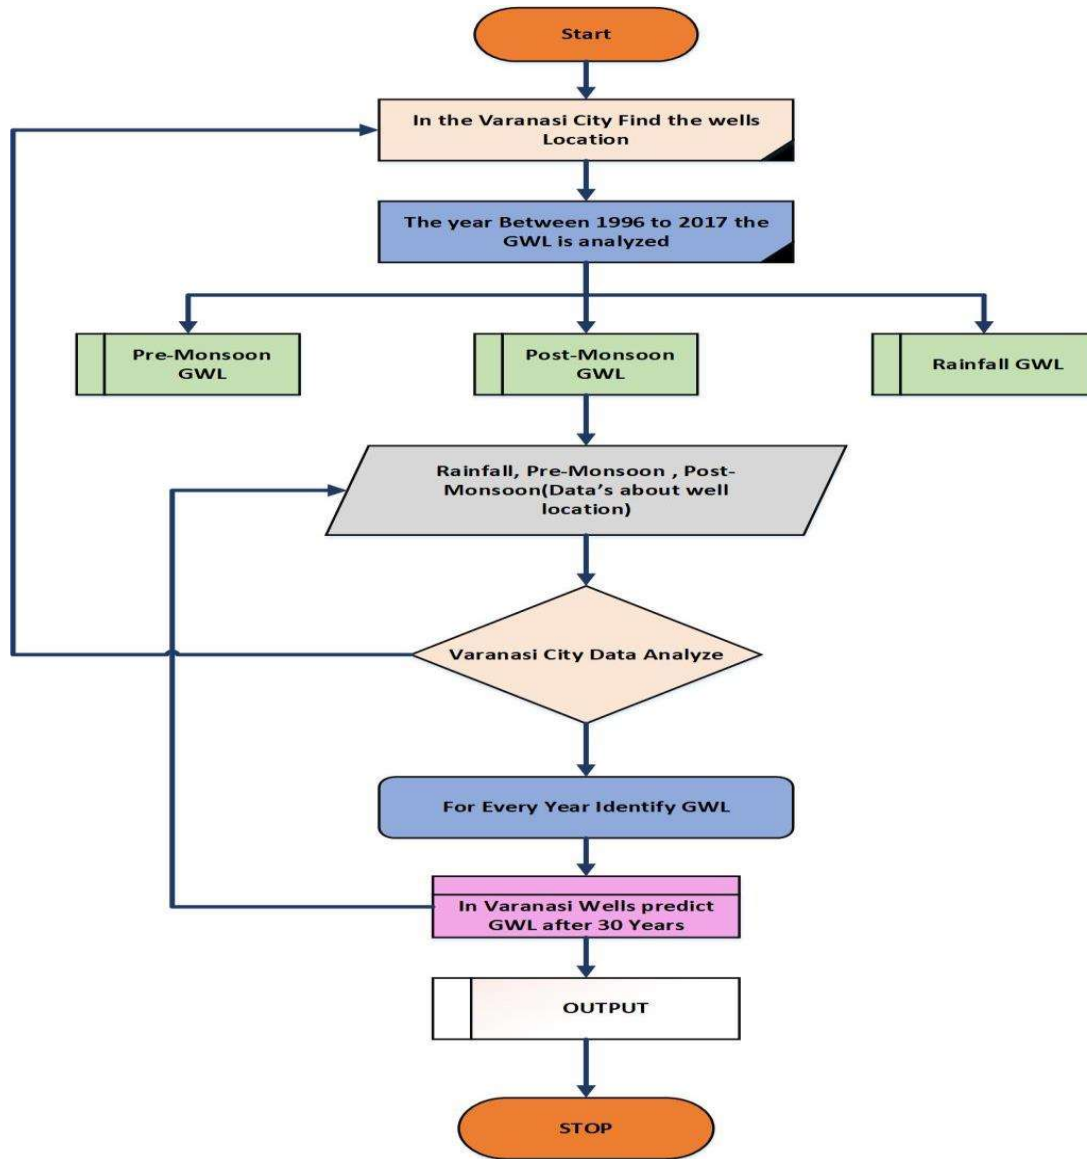 Start
In the Varanasi City Find the wells
Location
The year Between 1996 to 2017 the
GWL is analyzed
Pre-Monsoon
GWL
Post-Monsoon
GWL
Rainfall GWL
Rainfall, Pre-Monsoon , Post-
Monsoon(Data's about well
location)
Varanasi City Data Analyze
For Every Year Identify GWL
In Varanasi Wells predict
GWL after 30 Years
OUTPUT
STOP